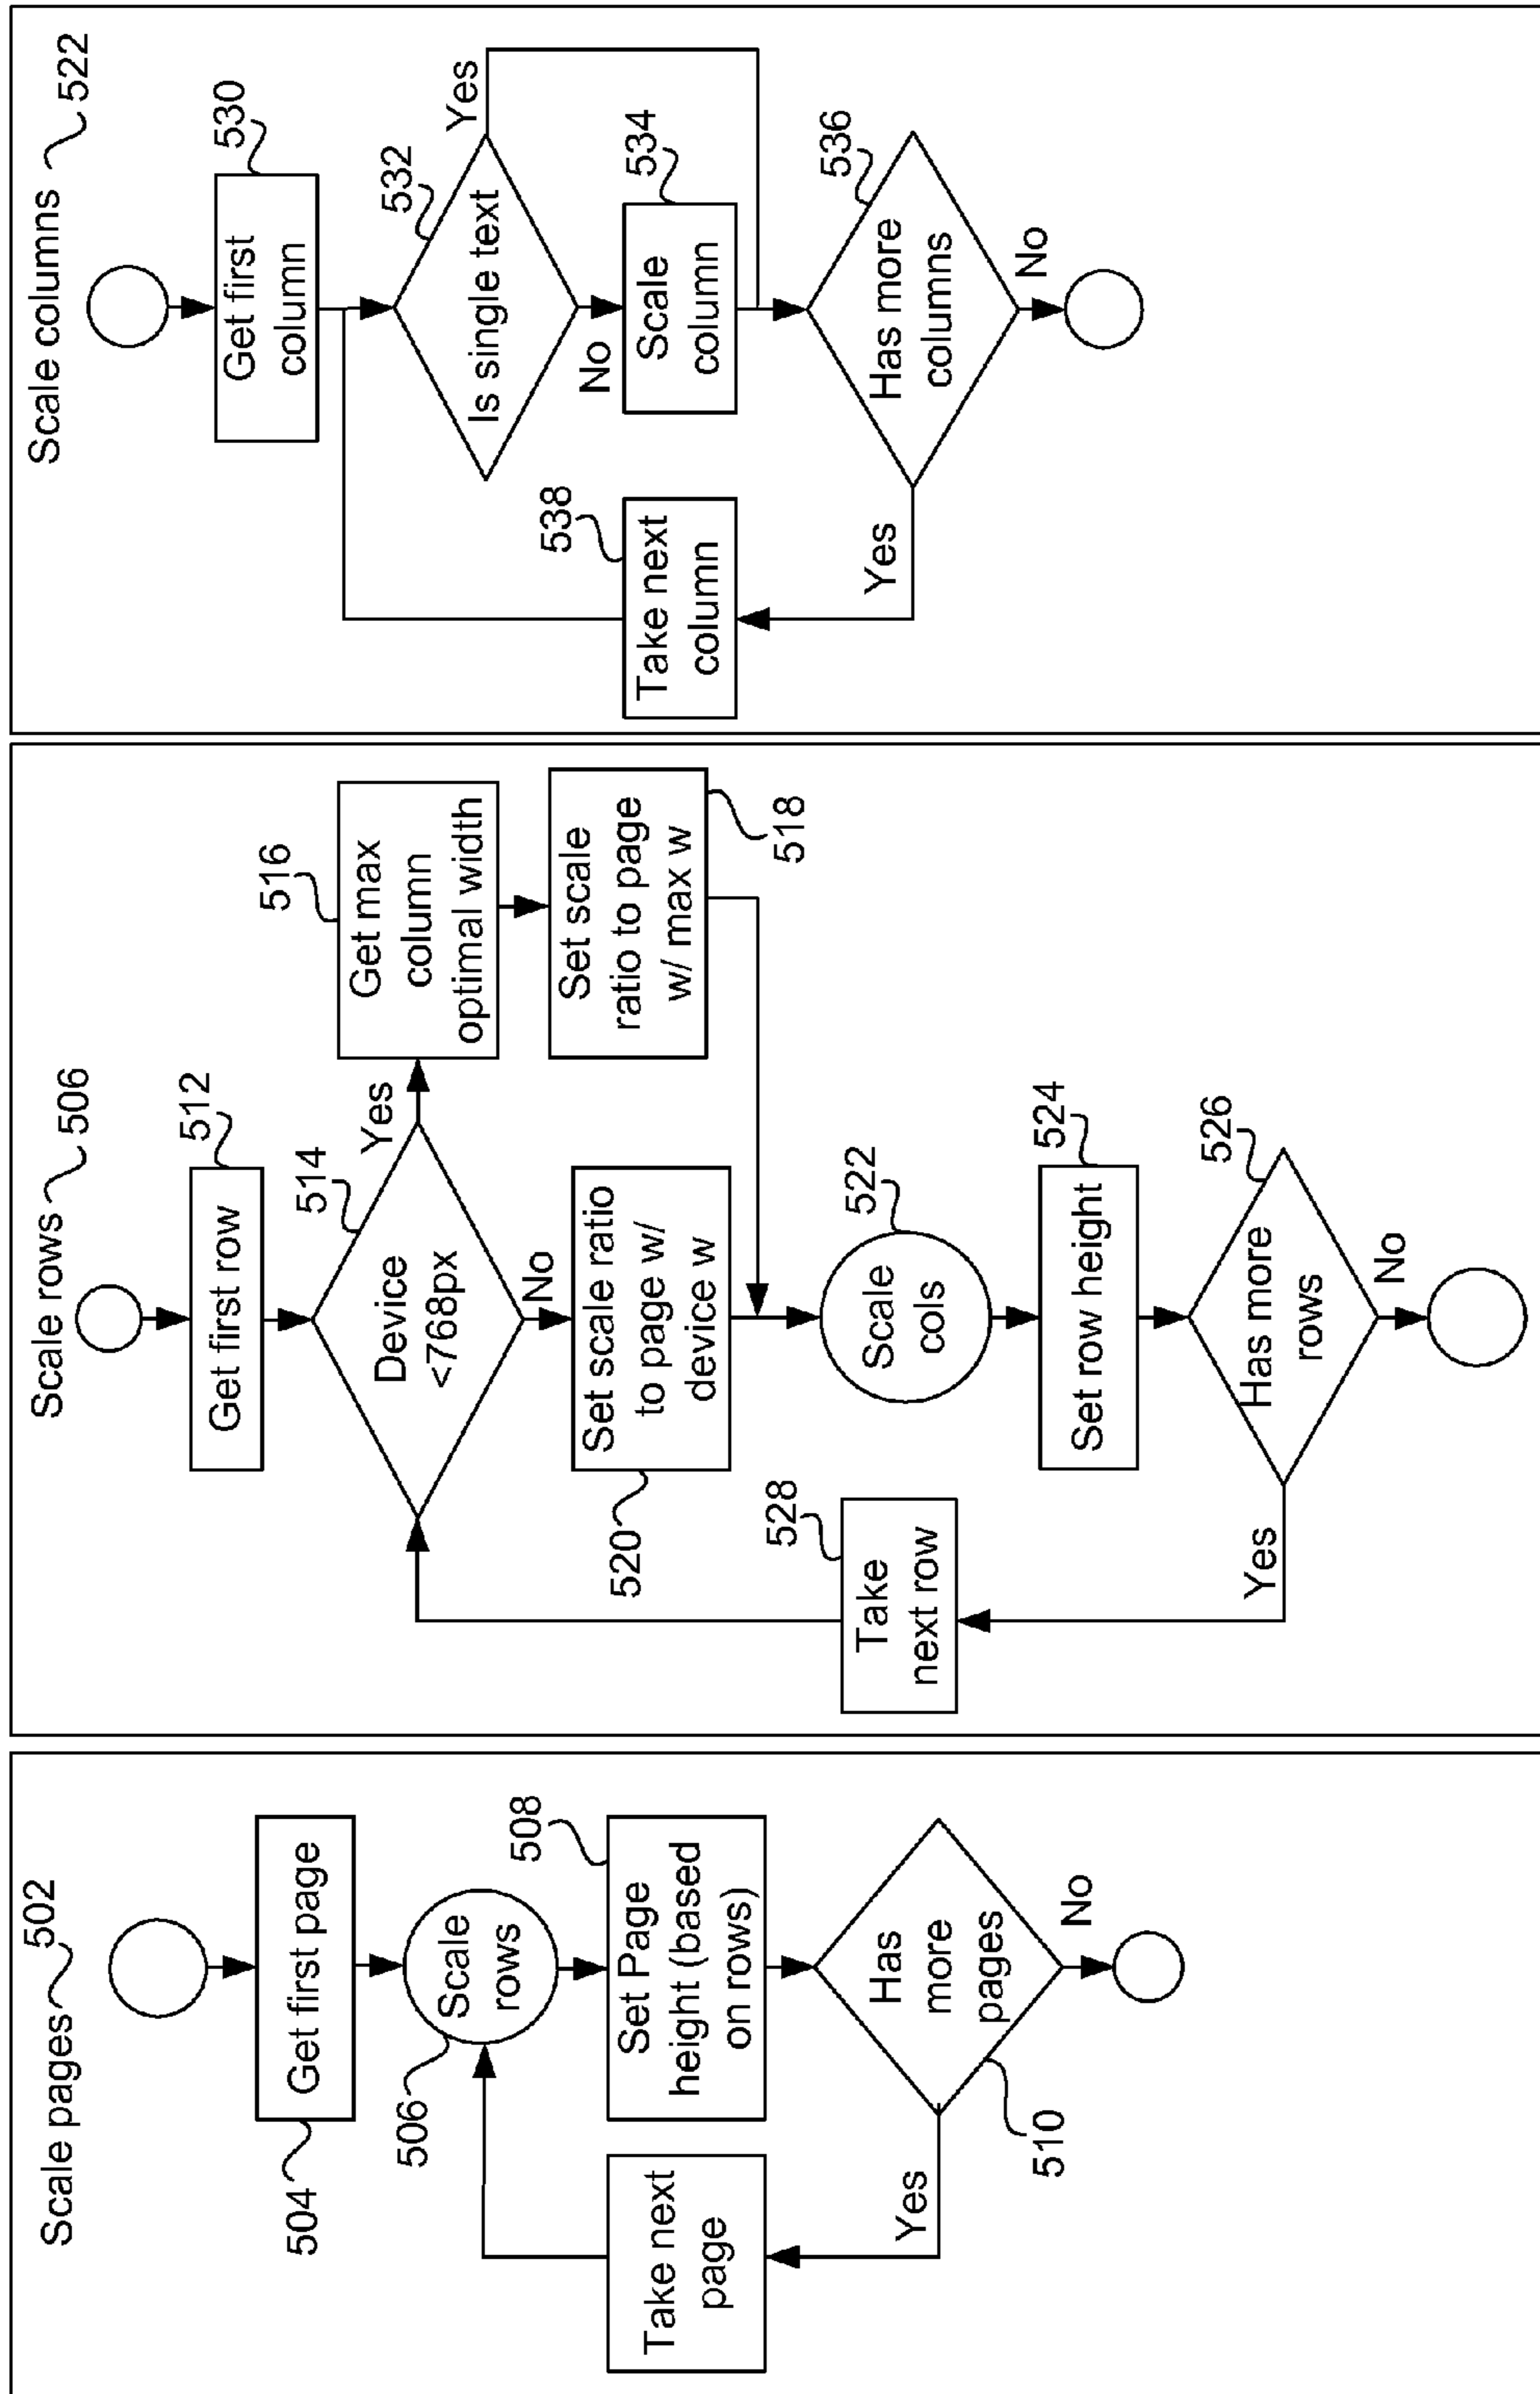 Scale pages 502
Get first page
504
Scale
rows
506
Set Page
height (based
on rows)
508
Has
more
pages
510
Yes
No
Take next
page
Scale rows 506
Get first row
512
Device
<768px
514
Yes
No
Get max
column
optimal width
516
Set scale
ratio to page
w/ max w
518
Set scale ratio
to page w/
device w
520
Scale
cols
522
Set row height
524
Has more
rows
526
Yes
No
Take
next row
528
Scale columns 522
Get first
column
530
Is single text
532
Yes
No
Scale
column
534
Has more
columns
536
Yes
No
Take next
column
538